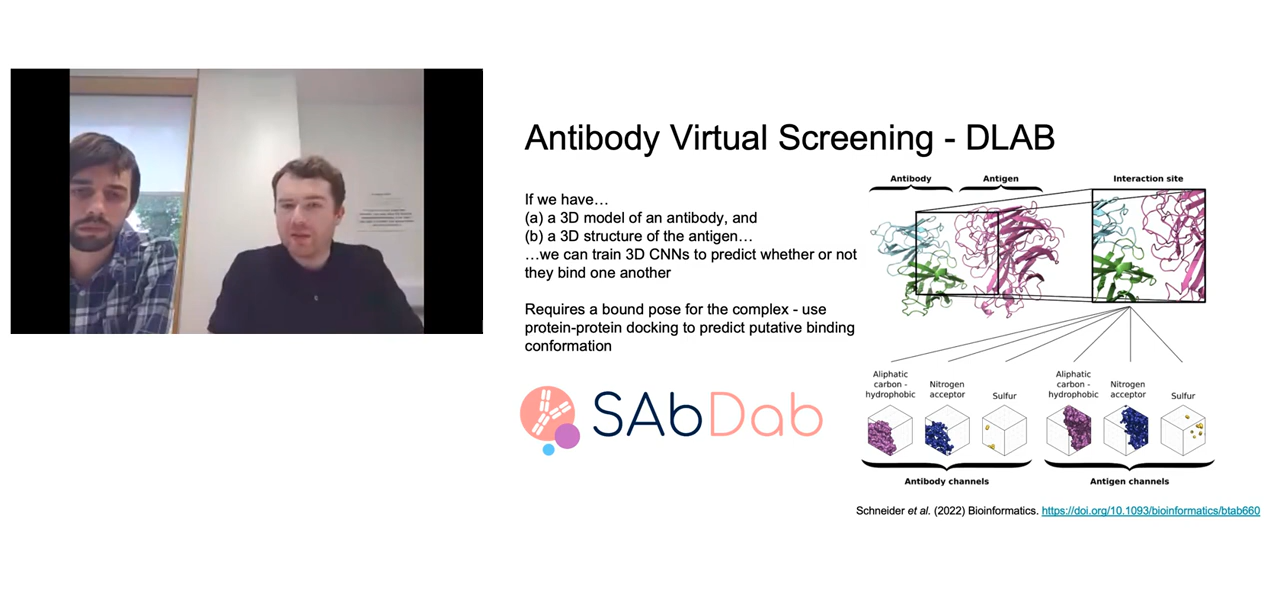 Antibody Virtual Screening - DLAB
If we have…
(a) a 3D model of an antibody, and
(b) a 3D structure of the antigen…
…we can train 3D CNNs to predict whether or not
they bind one another
Requires a bound pose for the complex - use
protein-protein docking to predict putative binding
conformation
SAbDab
Antibody
Antigen
Interaction site
Aliphatic
carbon -
hydrophobic
Nitrogen
acceptor
Sulfur
Aliphatic
carbon -
hydrophobic
Nitrogen
acceptor
Sulfur
Antibody channels
Antigen channels
Schneider et al. (2022) Bioinformatics. https://doi.org/10.1093/bioinformatics/btab660